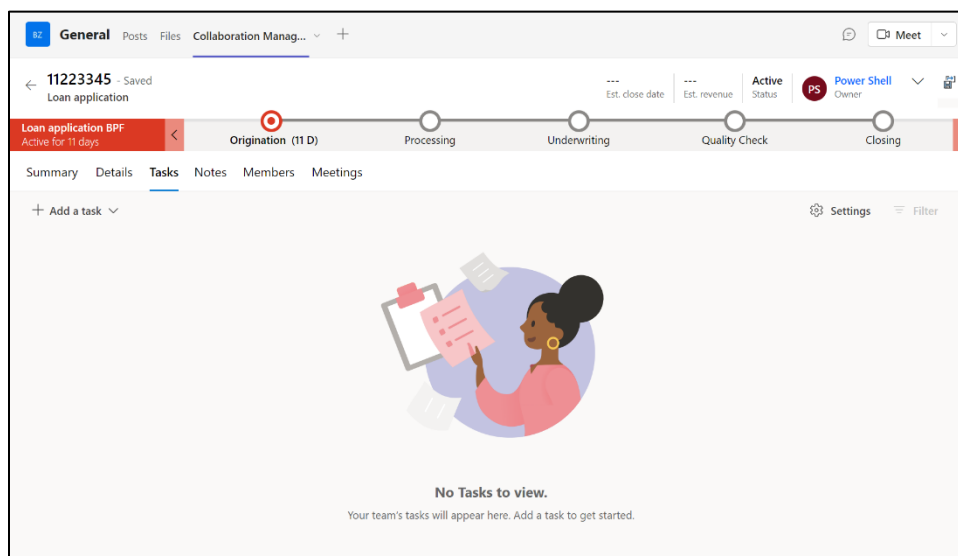 BZ General Posts Files Collaboration Manag... Meet
11223345 - Saved
Loan application
--- --- Active Power Shell
Est. close date Est. revenue Status PS Owner
Loan application BPF
Active for 11 days
Origination (11 D) Processing Underwriting Quality Check Closing
Summary Details Tasks Notes Members Meetings
+ Add a task Settings Filter
No Tasks to view.
Your team's tasks will appear here. Add a task to get started.